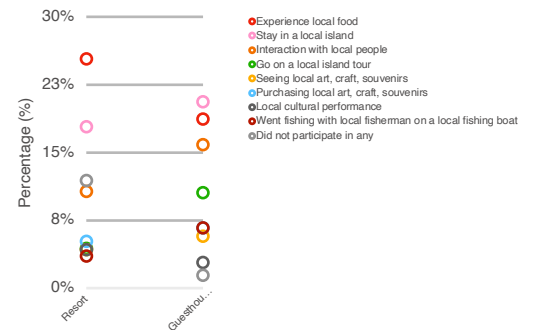 30%
23%
15%
8%
0%
Percentage (%)
Resort
Guesthou...
Experience local food
Stay in a local island
Interaction with local people
Go on a local island tour
Seeing local art, craft, souvenirs
Purchasing local art, craft, souvenirs
Local cultural performance
Went fishing with local fisherman on a local fishing boat
Did not participate in any